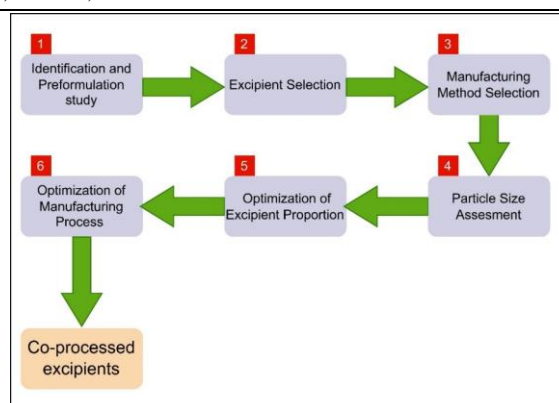 1
Identification and
Preformulation
study
2
Excipient Selection
3
Manufacturing
Method Selection
4
Particle Size
Assesment
5
Optimization of
Excipient Proportion
6
Optimization of
Manufacturing
Process
Co-processed
excipients